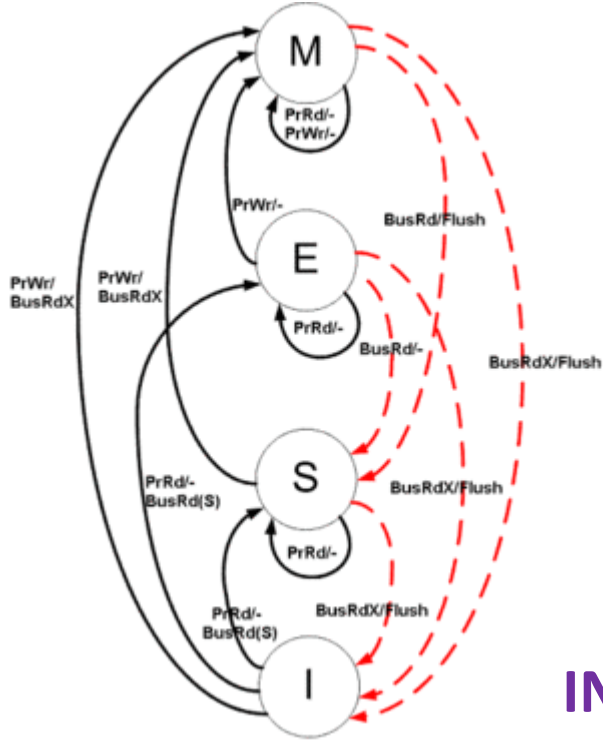 M
PrRd/-
PrWr/-
PrWr/-
BusRd/Flush
E
PrWr/
BusRdX
PrWr/
BusRdX
PrRd/-
BusRd/-
BusRdX/Flush
S
PrRd/-
BusRd(S)
BusRdX/Flush
PrRd/-
PrRd/-
BusRd(S)
BusRdX/Flush
I
IN